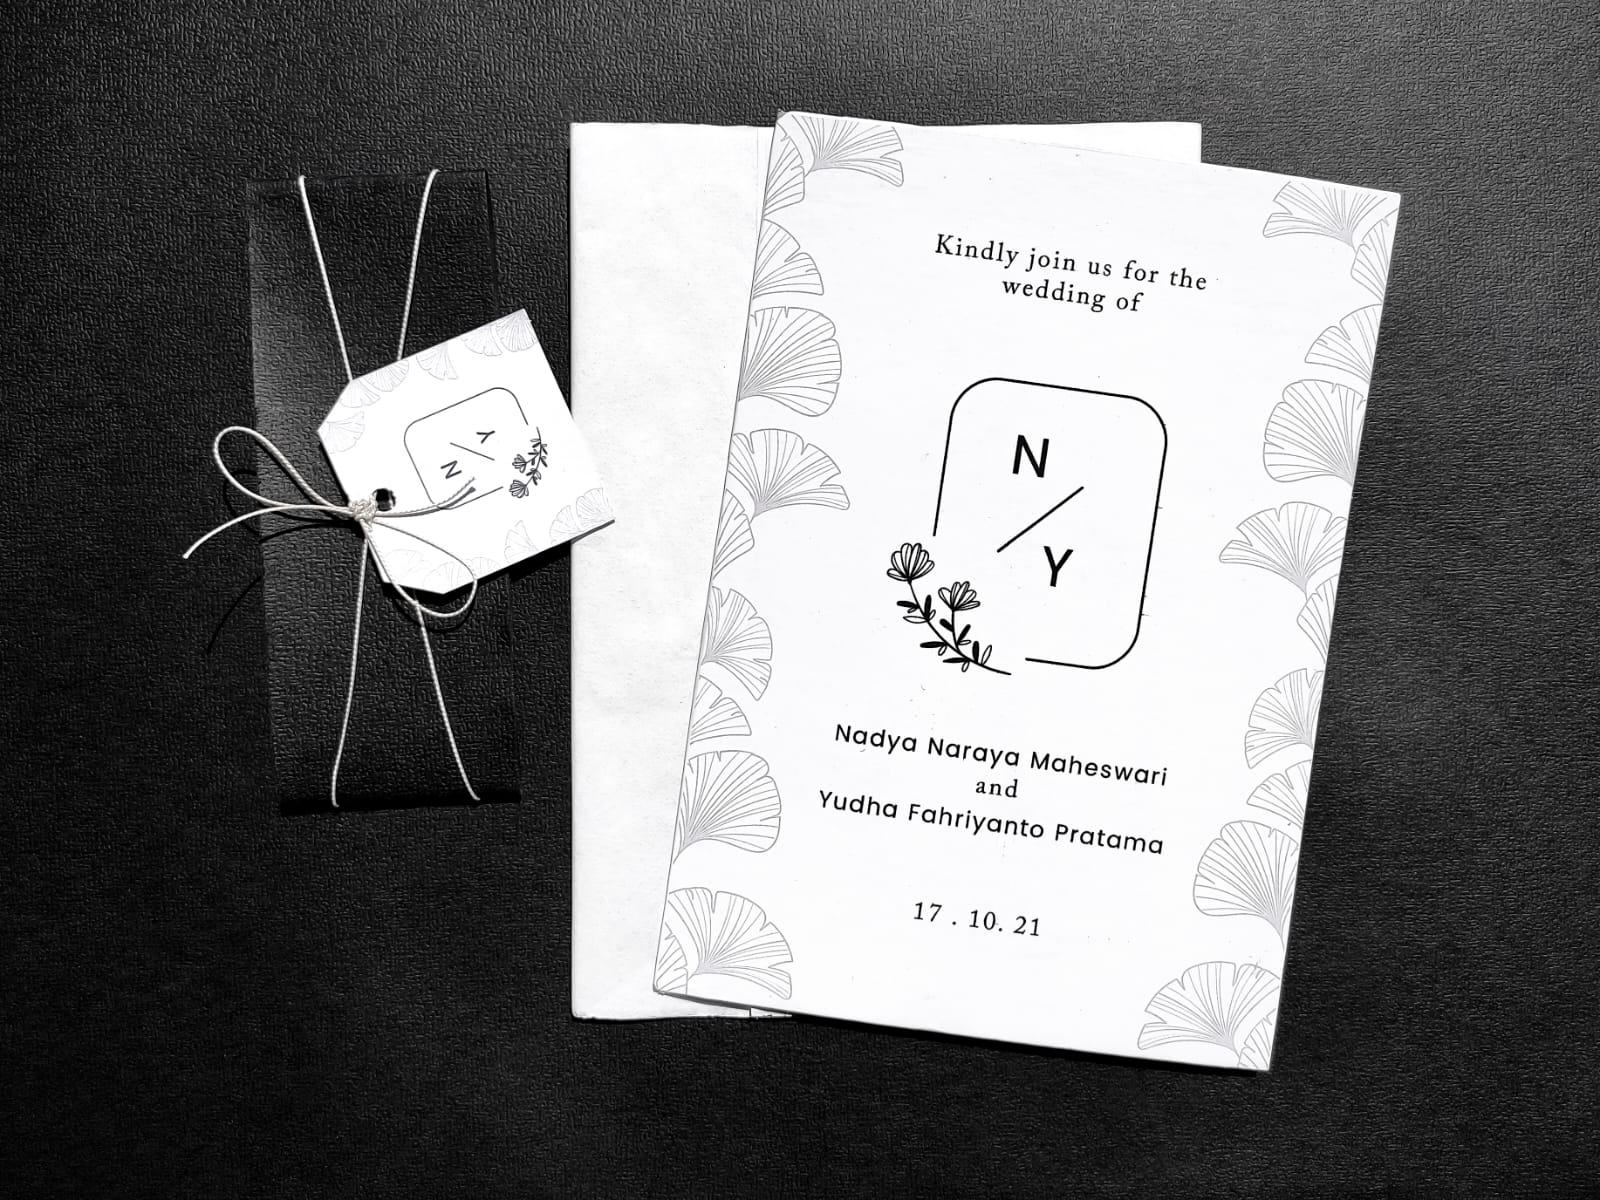 N / Y
Kindly join us for the
wedding of
N
Y
Nadya Naraya Maheswari
and
Yudha Fahriyanto Pratama
17 . 10. 21